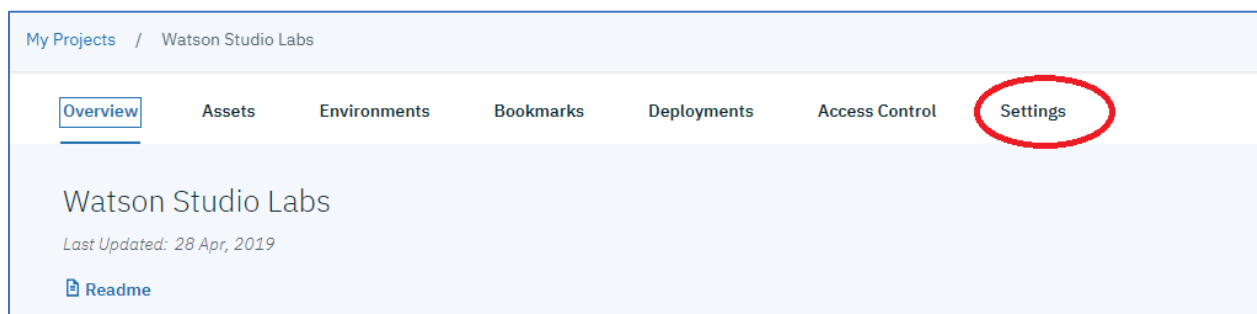 My Projects / Watson Studio Labs
Overview Assets Environments Bookmarks Deployments Access Control Settings
Watson Studio Labs
Last Updated: 28 Apr, 2019
Readme